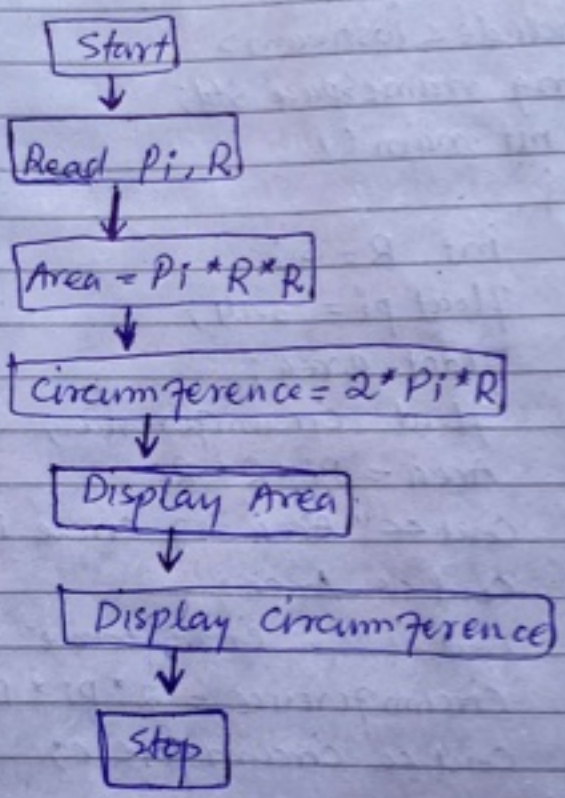 Start
Read Pi, R
Area = Pi * R * R
Circumference = 2 * Pi * R
Display Area
Display Circumference
Stop